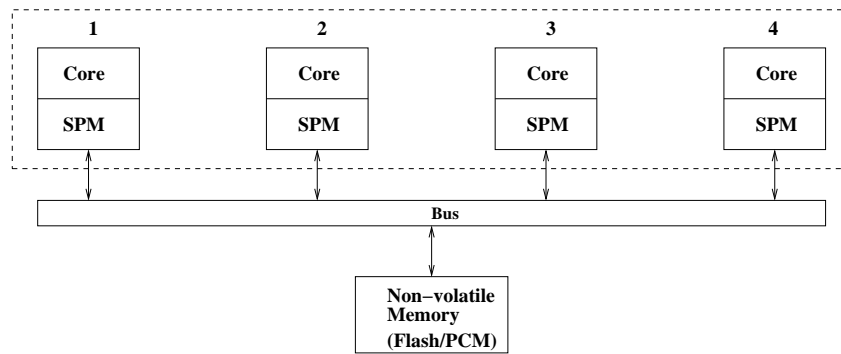 1 2 3 4
Core Core Core Core
SPM SPM SPM SPM
Bus
Non−volatile
Memory
(Flash/PCM)